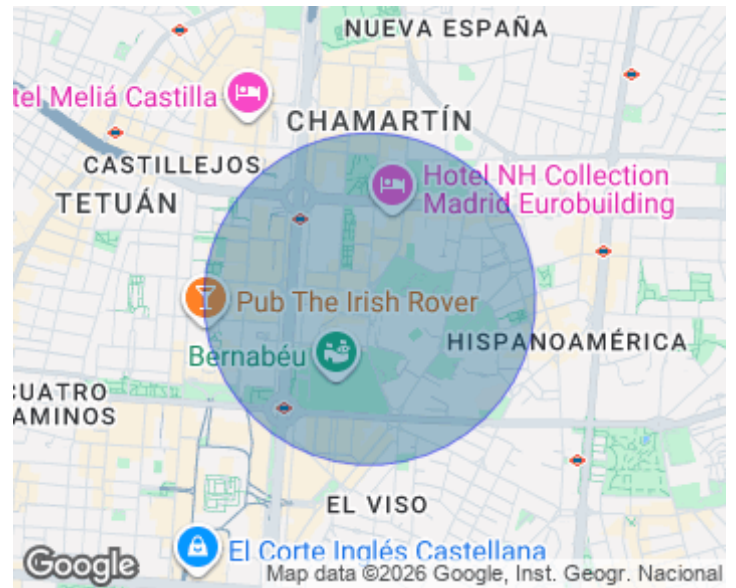 NUEVA ESPAÑA
tel Meliá Castilla
CHAMARTÍN
CASTILLEJOS
Hotel NH Collection
Madrid Eurobuilding
TETUÁN
Pub The Irish Rover
Bernabéu
HISPANOAMÉRICA
CUATRO
AMINOS
EL VISO
El Corte Inglés Castellana
Google
Map data ©2026 Google, Inst. Geogr. Nacional